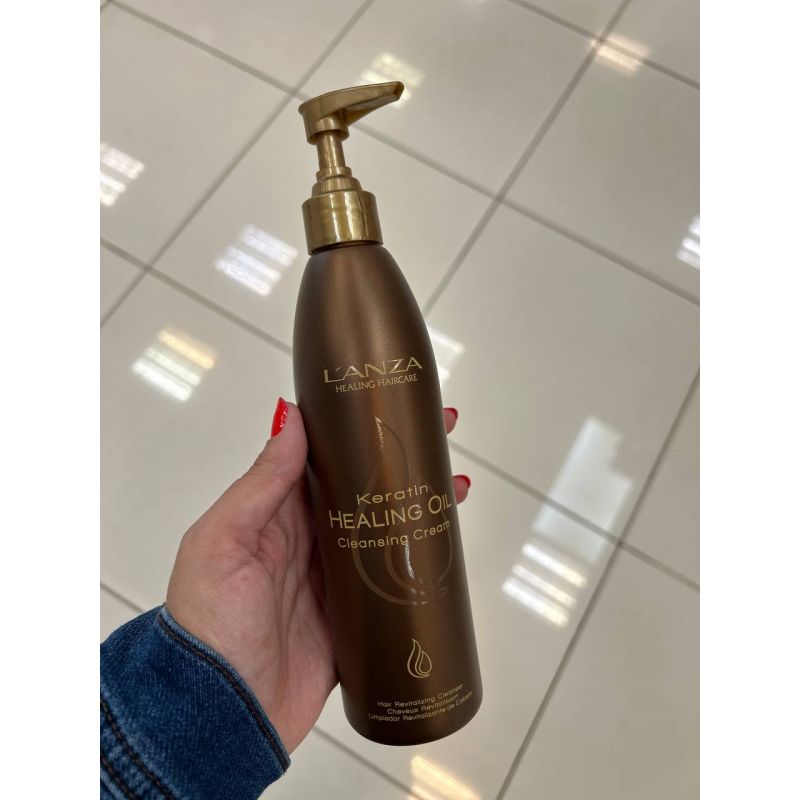 L'ANZA
HEALING HAIRCARE
Keratin
HEALING OIL
Cleansing Cream
Hair Revitalizing Cleanser
Cheveux Revitalisant
Limpiador Revitalizante de Cabello